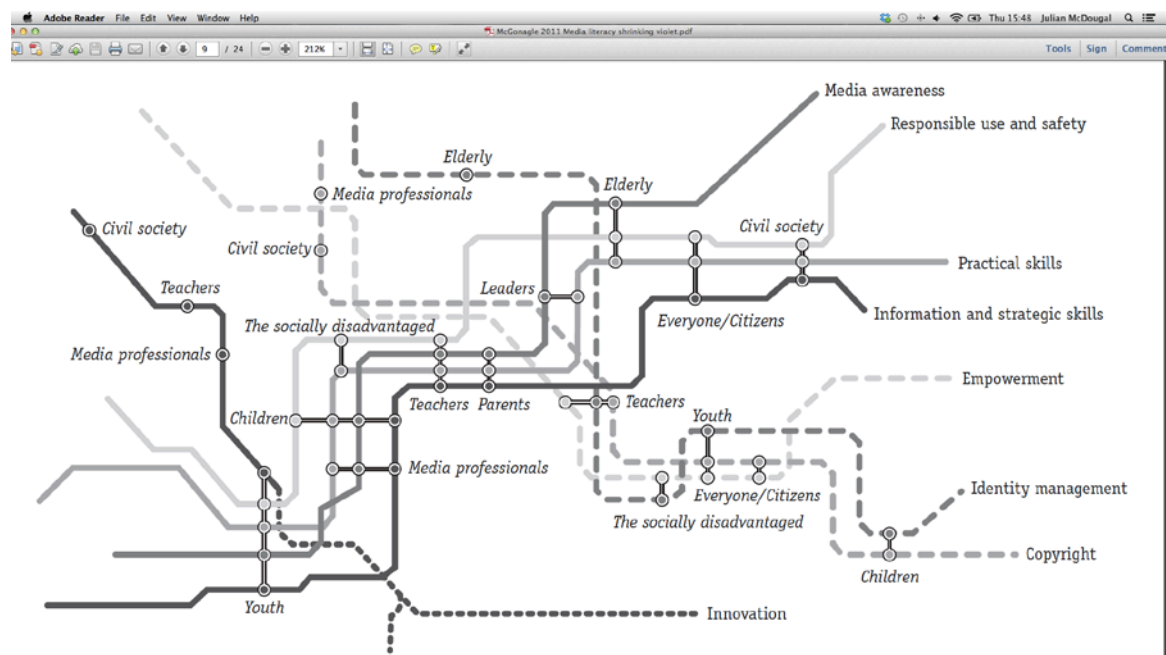 Adobe Reader File Edit View Window Help
Thu 15:48 Julian McDougal
McGonagle 2011 Media literacy shrinking violet.pdf
9 / 24 212% Tools Sign Comment
Media awareness
Responsible use and safety
Elderly
Elderly
Media professionals
Civil society
Civil society
Civil society
Practical skills
Teachers
Leaders
Information and strategic skills
Everyone/Citizens
The socially disadvantaged
Media professionals
Empowerment
Teachers Parents
Teachers
Children
Youth
Media professionals
Everyone/Citizens
Identity management
The socially disadvantaged
Copyright
Children
Youth
Innovation